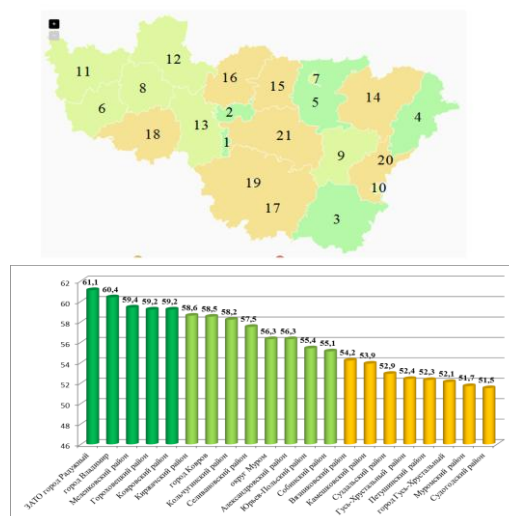 12
11
16
7
15
8
14
5
6
2
4
13
18
1
21
9
20
19
10
17
3
62
60
58
56
54
52
50
48
46
61,1
60,4
59,4
59,2
59,2
58,6
58,5
58,2
57,5
56,3
56,3
55,4
55,1
54,2
53,9
52,9
52,4
52,3
52,1
51,7
51,5
ЗАТО город Радужный
город Владимир
Меленковский район
Гороховецкий район
Ковровский район
Киржачский район
город Ковров
Кольчугинский район
Селивановский район
округ Муром
Александровский район
Юрьев-Польский район
Собинский район
Вязниковский район
Камешковский район
Суздальский район
Гусь-Хрустальный район
Петушинский район
город Гусь-Хрустальный
Муромский район
Судогодский район